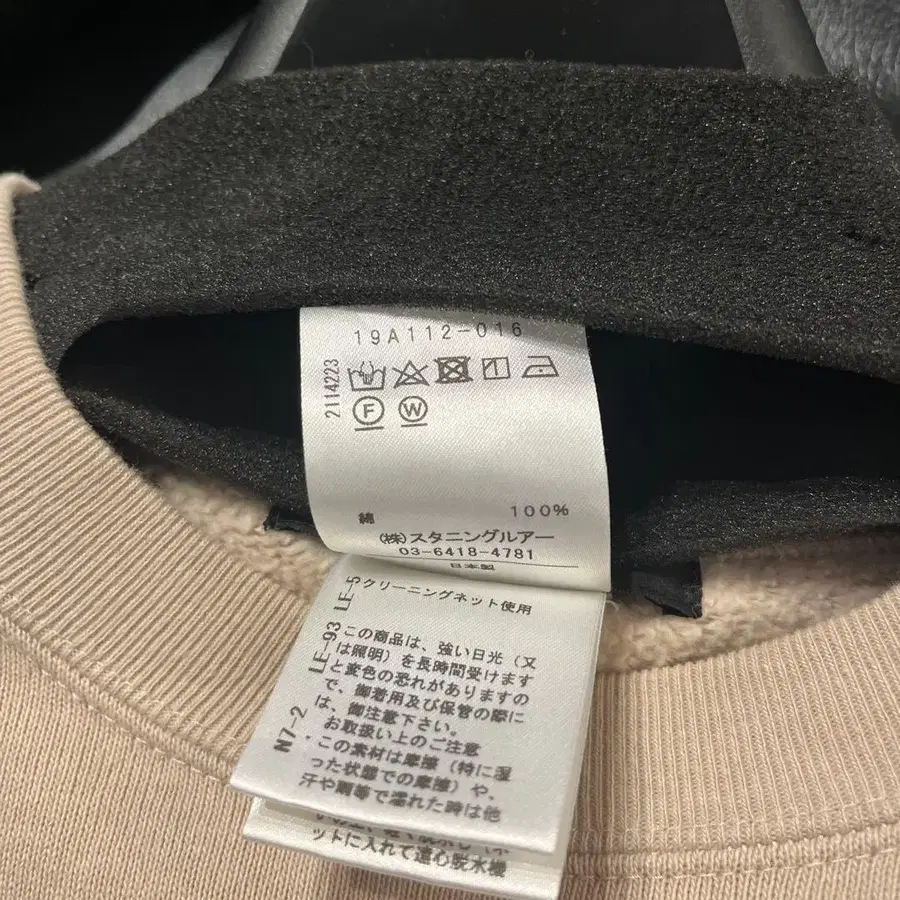 19A112-016
2114223
F W
綿 100%
(株)スタニングルアー
03-6418-4781
日本製
LE-5
LE-93
N7-2
クリーニングネット使用
この商品は、強い日光（又
は照明）を長時間受けます
と変色の恐れがありますの
で、御着用及び保管の際に
は、御注意下さい。
お取扱い上のご注意
・この素材は摩擦（特に湿
った状態での摩擦）や、
汗や雨等で濡れた時は他
ットに入れて遠心脱水機